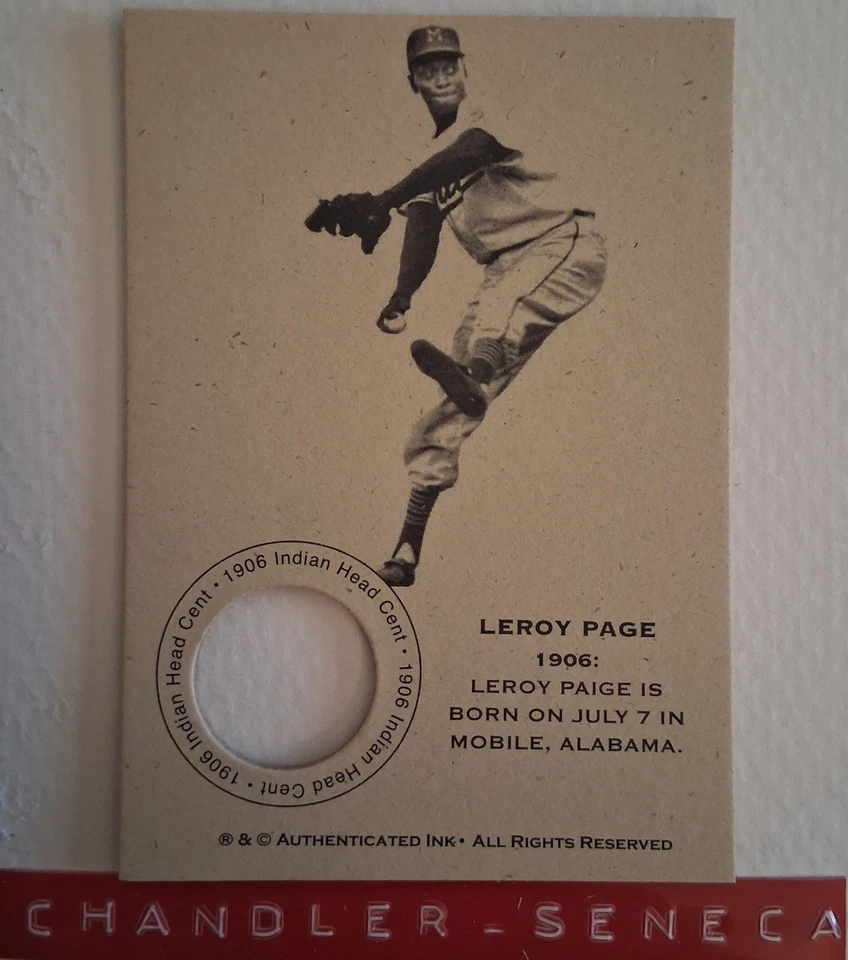 M
1906 Indian Head Cent • 1906 Indian Head Cent • 1906 Indian Head Cent •
LEROY PAGE
1906:
LEROY PAIGE IS
BORN ON JULY 7 IN
MOBILE, ALABAMA.
® & © AUTHENTICATED INK • ALL RIGHTS RESERVED
CHANDLER - SENECA